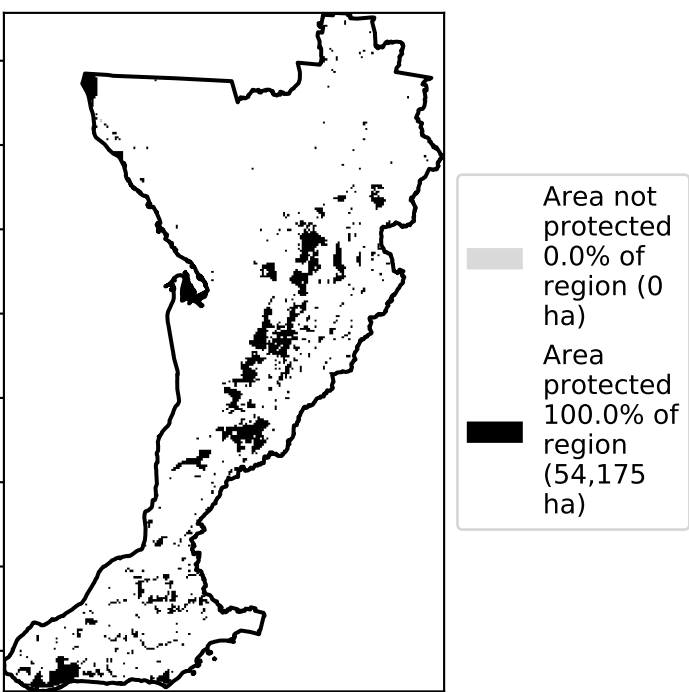 Area not
protected
0.0% of
region (0
ha)
Area
protected
100.0% of
region
(54,175
ha)